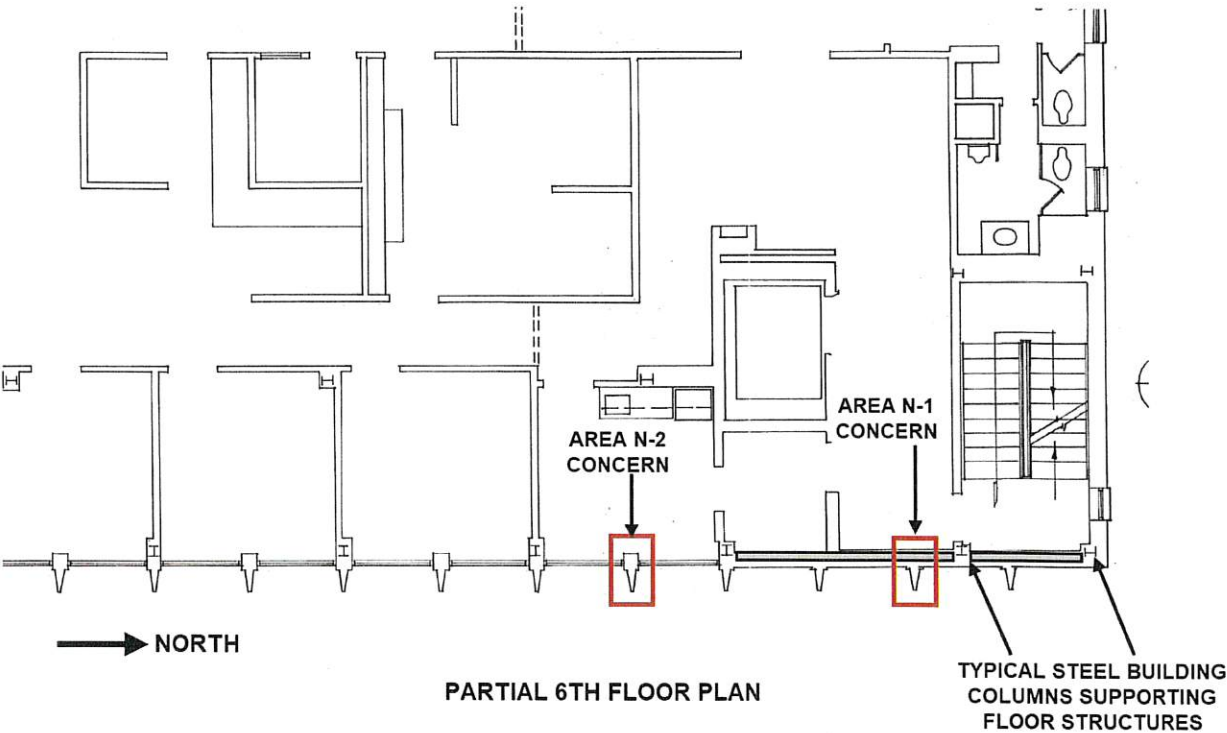 AREA N-1
CONCERN
AREA N-2
CONCERN
NORTH
PARTIAL 6TH FLOOR PLAN
TYPICAL STEEL BUILDING
COLUMNS SUPPORTING
FLOOR STRUCTURES